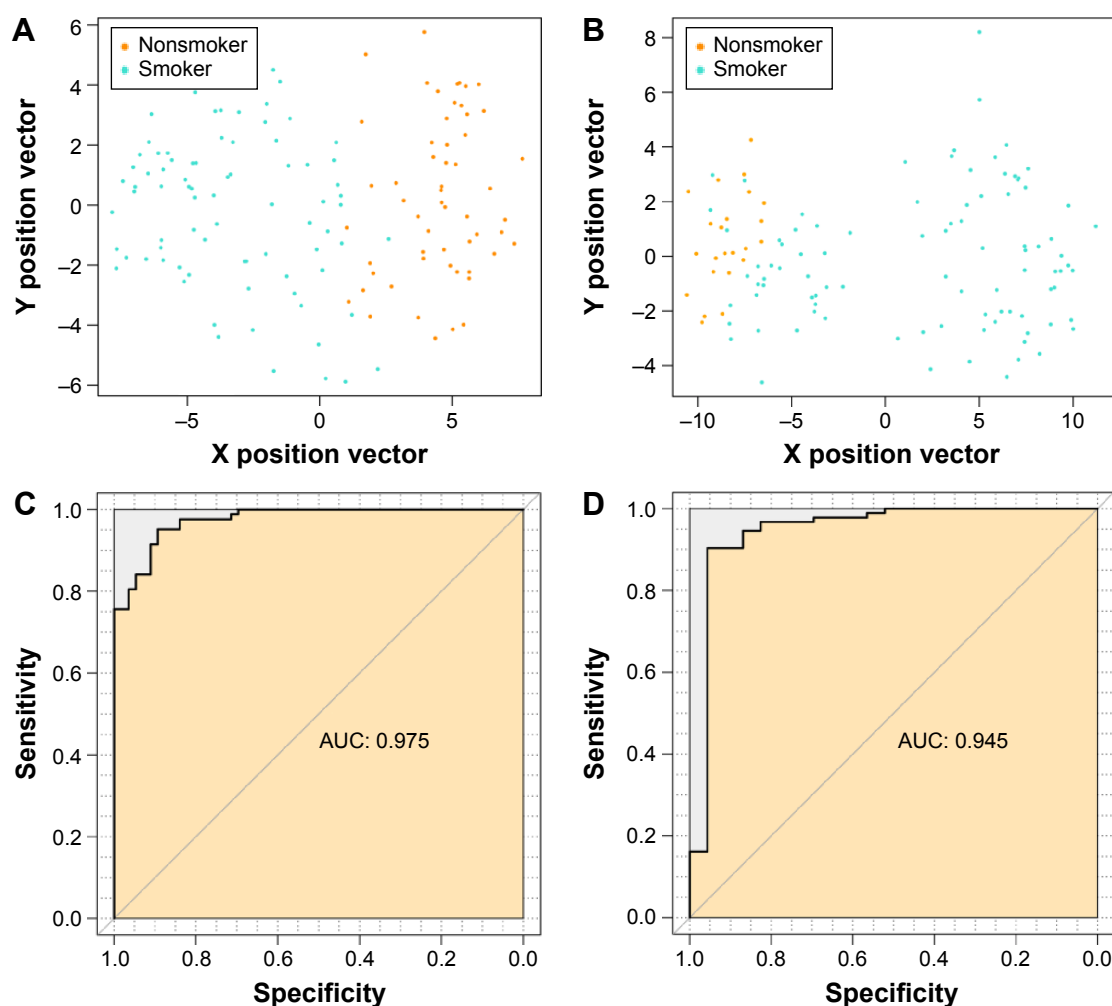 A
Nonsmoker
Smoker
Y position vector
6
4
2
0
–2
–4
–6
–5
0
5
X position vector
B
Nonsmoker
Smoker
Y position vector
8
6
4
2
0
–2
–4
–10
–5
0
5
10
X position vector
C
Sensitivity
1.0
0.8
0.6
0.4
0.2
0.0
AUC: 0.975
1.0
0.8
0.6
0.4
0.2
0.0
Specificity
D
Sensitivity
1.0
0.8
0.6
0.4
0.2
0.0
AUC: 0.945
1.0
0.8
0.6
0.4
0.2
0.0
Specificity